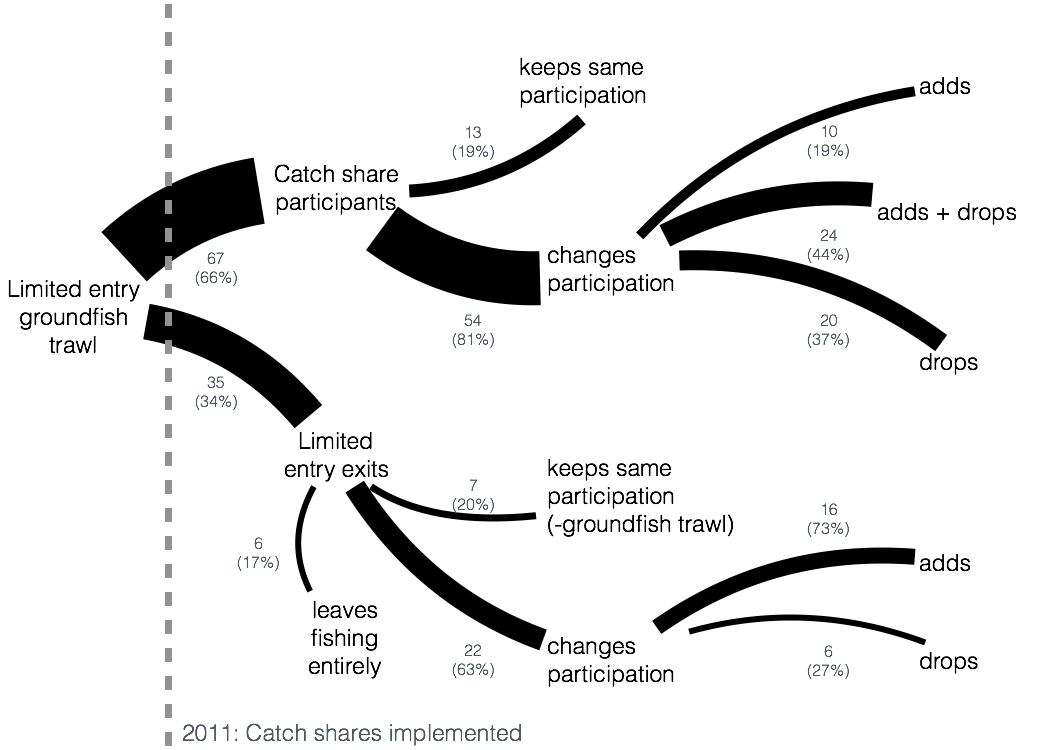 keeps same
participation
adds
13
(19%)
10
(19%)
Catch share
participants
adds + drops
67
(66%)
24
(44%)
changes
participation
Limited entry
groundfish
trawl
54
(81%)
20
(37%)
drops
35
(34%)
Limited
entry exits
7
(20%)
keeps same
participation
(-groundfish trawl)
16
(73%)
adds
6
(17%)
leaves
fishing
entirely
22
(63%)
changes
participation
6
(27%)
drops
2011: Catch shares implemented